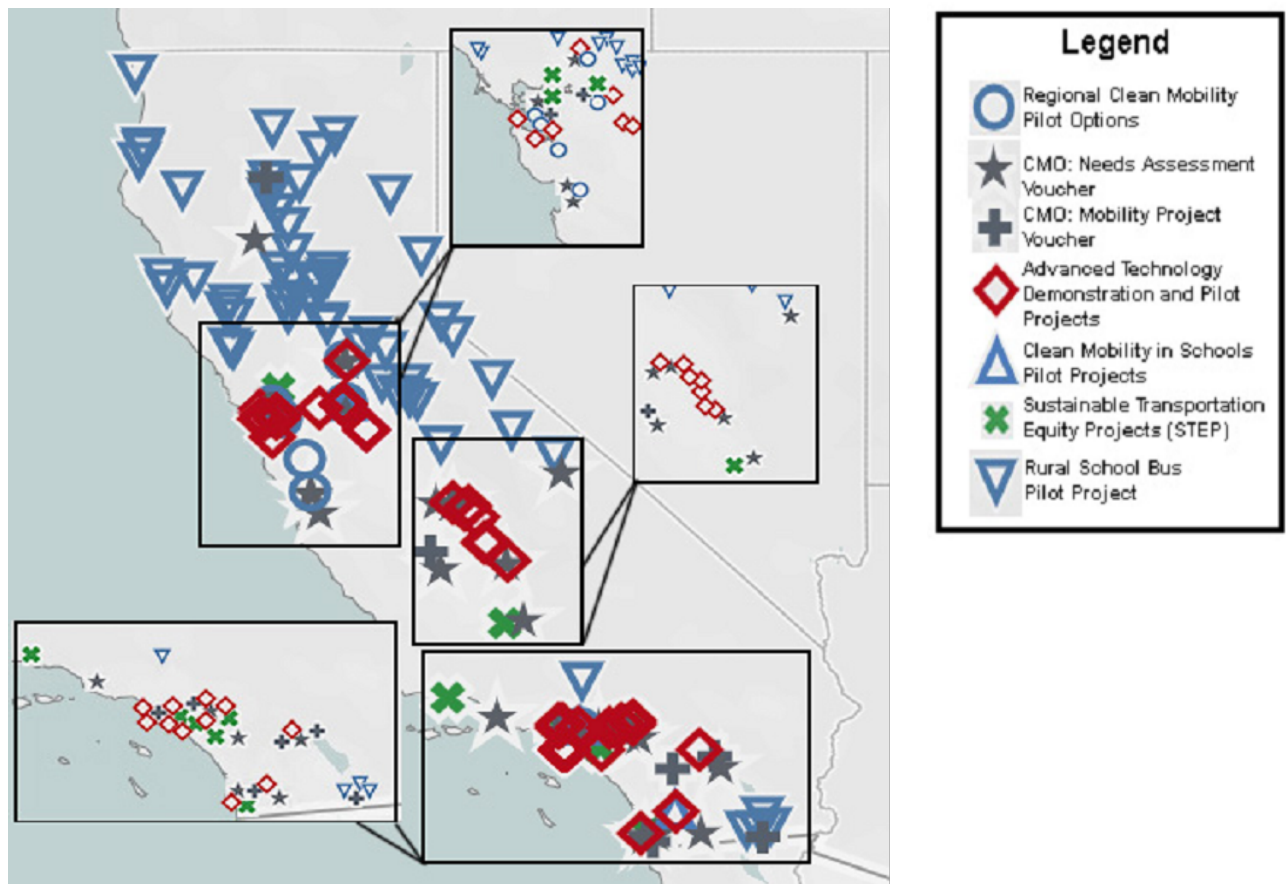 Legend
Regional Clean Mobility
Pilot Options
CMO: Needs Assessment
Voucher
CMO: Mobility Project
Voucher
Advanced Technology
Demonstration and Pilot
Projects
Clean Mobility in Schools
Pilot Projects
Sustainable Transportation
Equity Projects (STEP)
Rural School Bus
Pilot Project